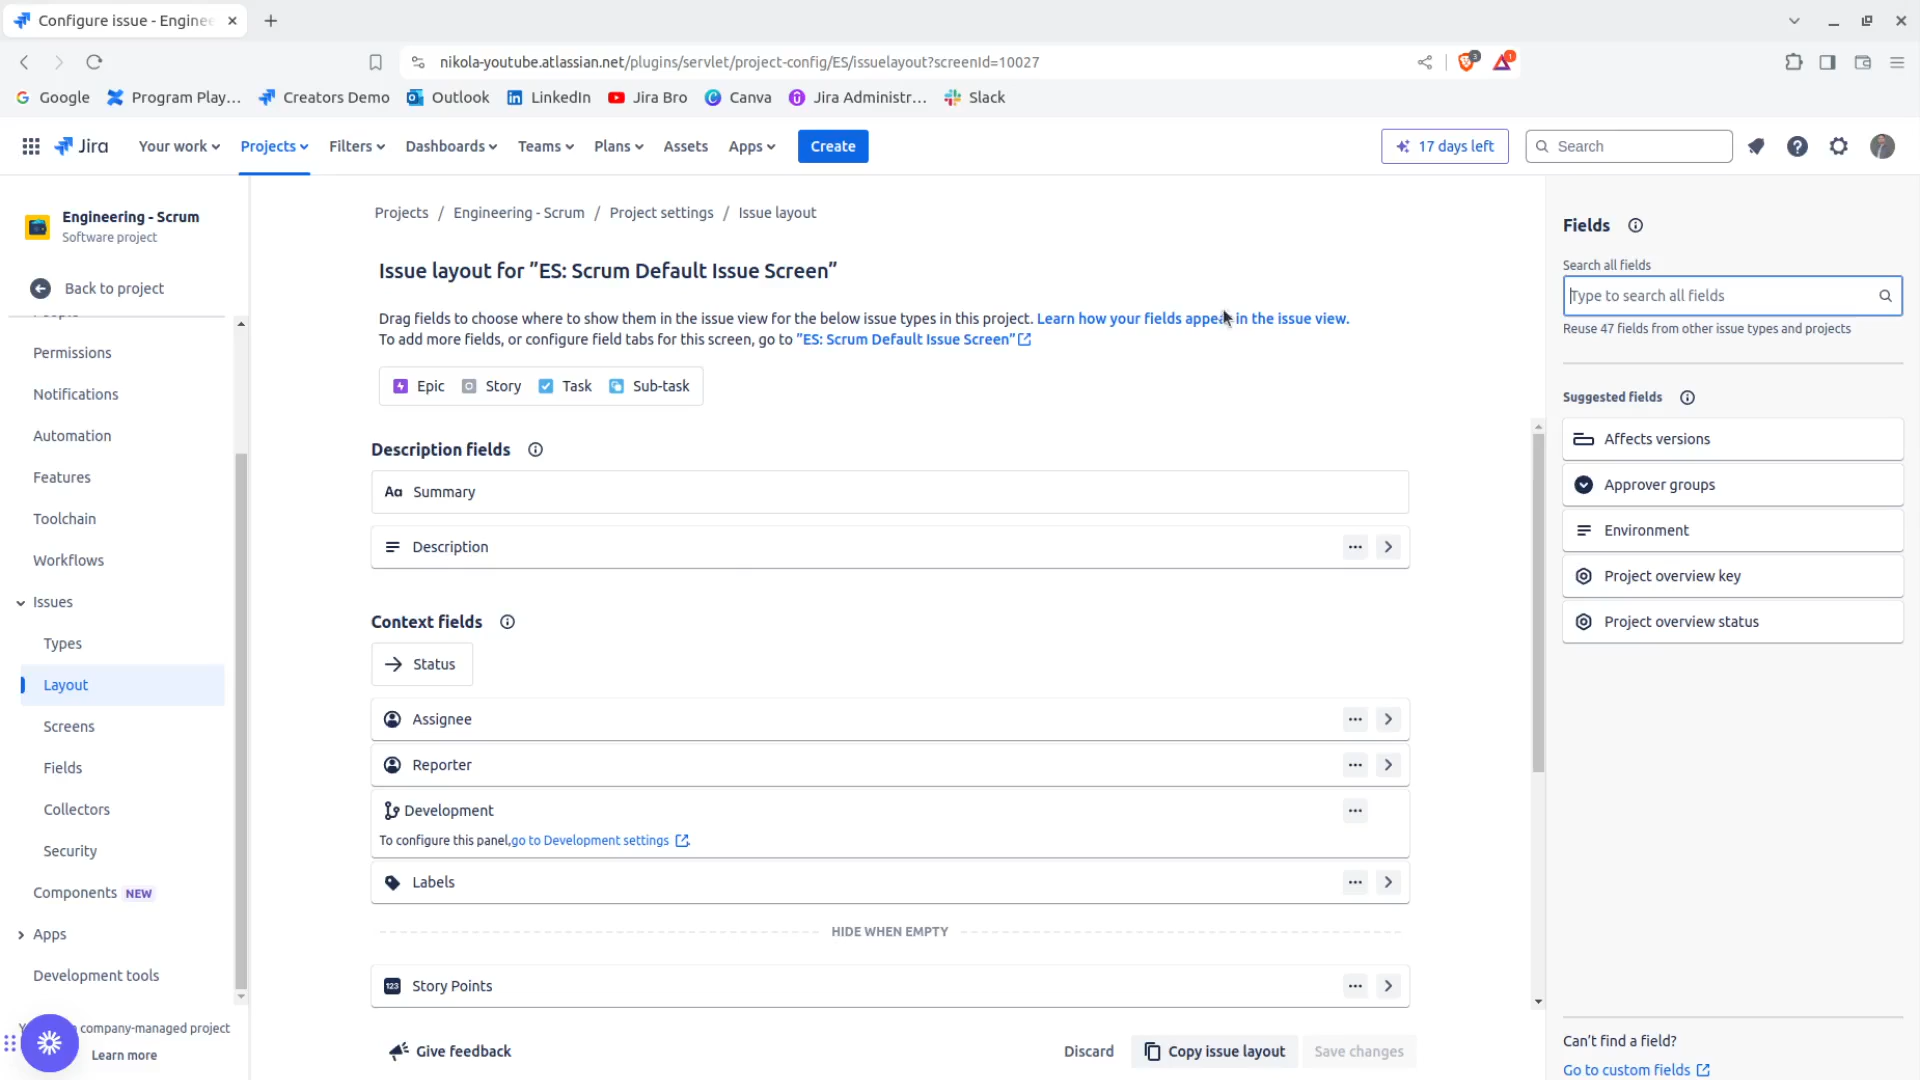 Configure issue - Enginee
nikola-youtube.atlassian.net/plugins/servlet/project-config/ES/issuelayout?screenId=10027
3
1
Google
Program Play...
Creators Demo
Outlook
LinkedIn
Jira Bro
Canva
Jira Administr...
Slack
Jira
Your work
Projects
Filters
Dashboards
Teams
Plans
Assets
Apps
Create
17 days left
Search
Engineering - Scrum
Software project
Back to project
People
Permissions
Notifications
Automation
Features
Toolchain
Workflows
Issues
Types
Layout
Screens
Fields
Collectors
Security
Components NEW
Apps
Development tools
company-managed project
Learn more
Projects / Engineering - Scrum / Project settings / Issue layout
Issue layout for ”ES: Scrum Default Issue Screen”
Drag fields to choose where to show them in the issue view for the below issue types in this project. Learn how your fields appear in the issue view.
To add more fields, or configure field tabs for this screen, go to ”ES: Scrum Default Issue Screen”
Epic Story Task Sub-task
Description fields
Aa Summary
Description
Context fields
Status
Assignee
Reporter
Development
To configure this panel,go to Development settings
Labels
HIDE WHEN EMPTY
123 Story Points
Give feedback
Discard
Copy issue layout
Save changes
Fields
Search all fields
Type to search all fields
Reuse 47 fields from other issue types and projects
Suggested fields
Affects versions
Approver groups
Environment
Project overview key
Project overview status
Can't find a field?
Go to custom fields